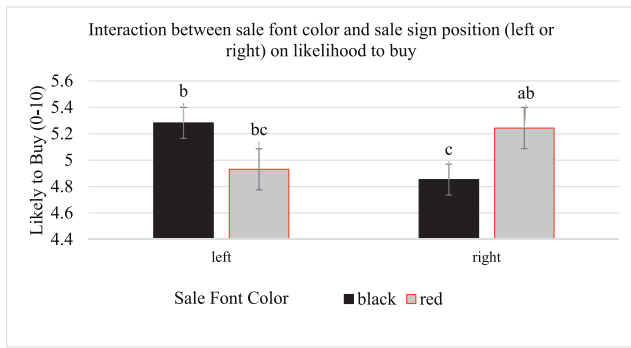 Interaction between sale font color and sale sign position (left or
right) on likelihood to buy
Likely to Buy (0-10)
5.6
5.4
5.2
5
4.8
4.6
4.4
b
bc
c
ab
left
right
Sale Font Color
black
red